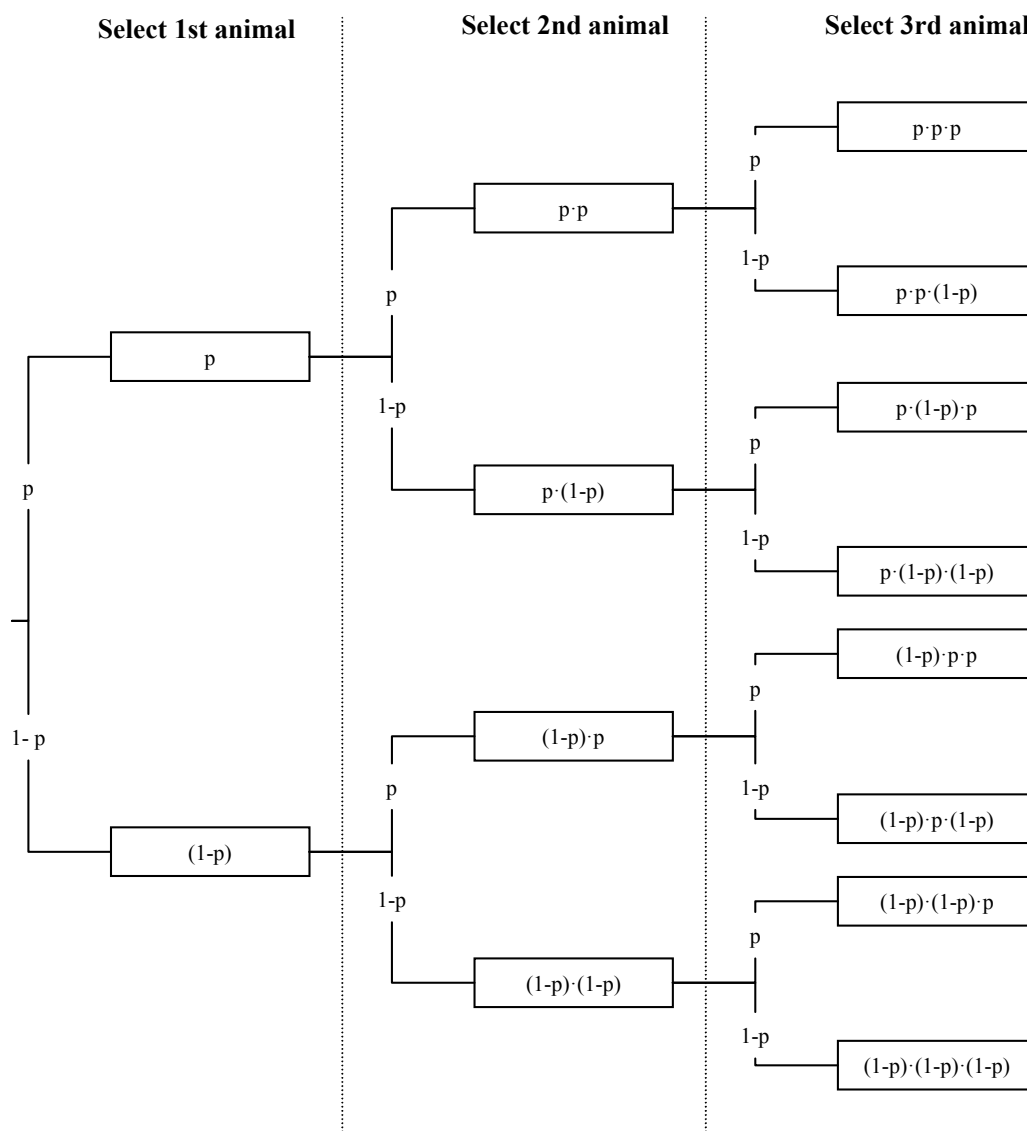 Select 1st animal
Select 2nd animal
Select 3rd animal
p·p·p
p
p·p
1-p
p·p·(1-p)
p
p
1-p
p·(1-p)·p
p
p
p·(1-p)
1-p
p·(1-p)·(1-p)
(1-p)·p·p
p
1- p
(1-p)·p
p
1-p
(1-p)·p·(1-p)
(1-p)
1-p
(1-p)·(1-p)·p
p
(1-p)·(1-p)
1-p
(1-p)·(1-p)·(1-p)